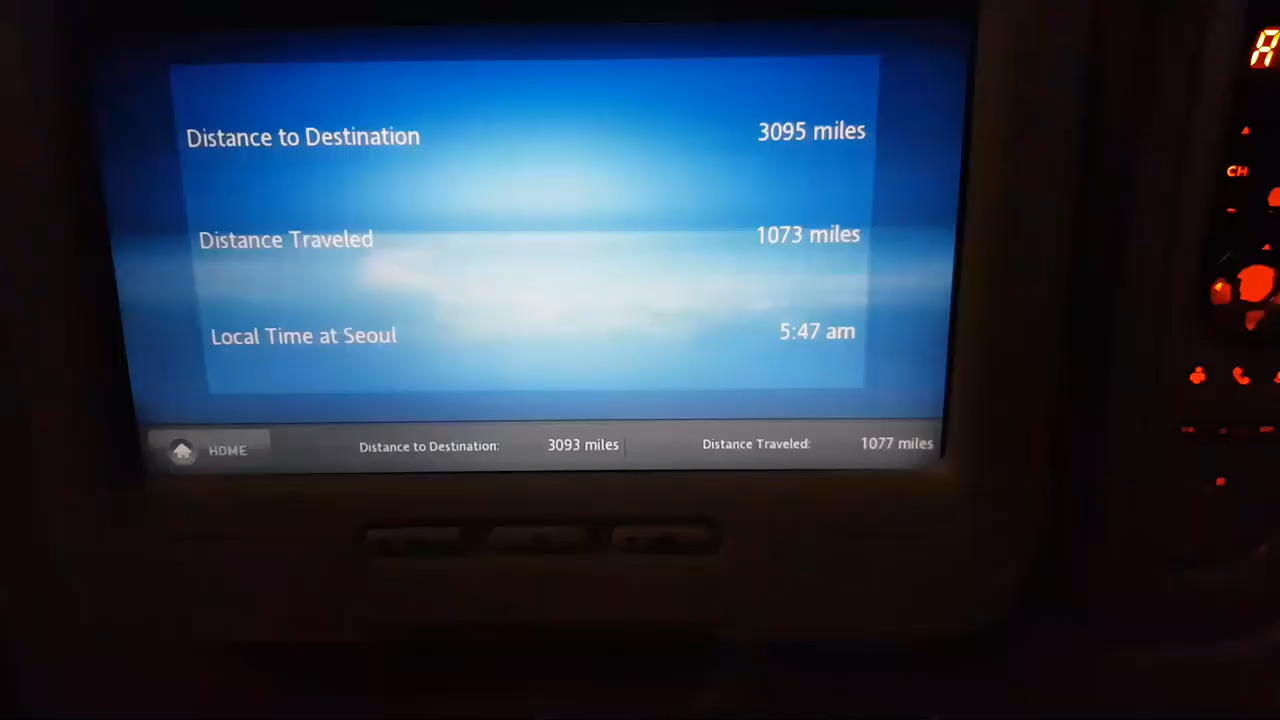 Distance to Destination 3095 miles
Distance Traveled 1073 miles
Local Time at Seoul 5:47 am
HOME Distance to Destination: 3093 miles Distance Traveled: 1077 miles
A
CH